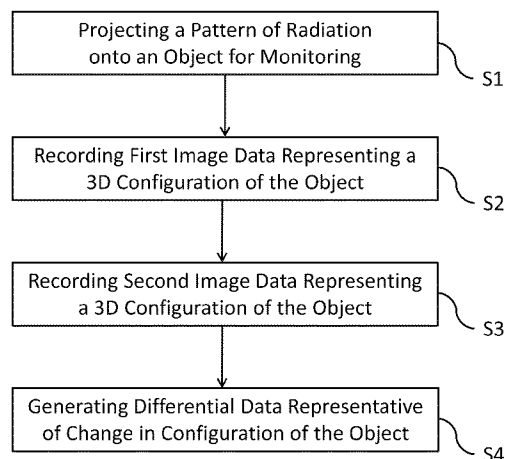 Projecting a Pattern of Radiation
onto an Object for Monitoring
S1
Recording First Image Data Representing a
3D Configuration of the Object
S2
Recording Second Image Data Representing
a 3D Configuration of the Object
S3
Generating Differential Data Representative
of Change in Configuration of the Object
S4